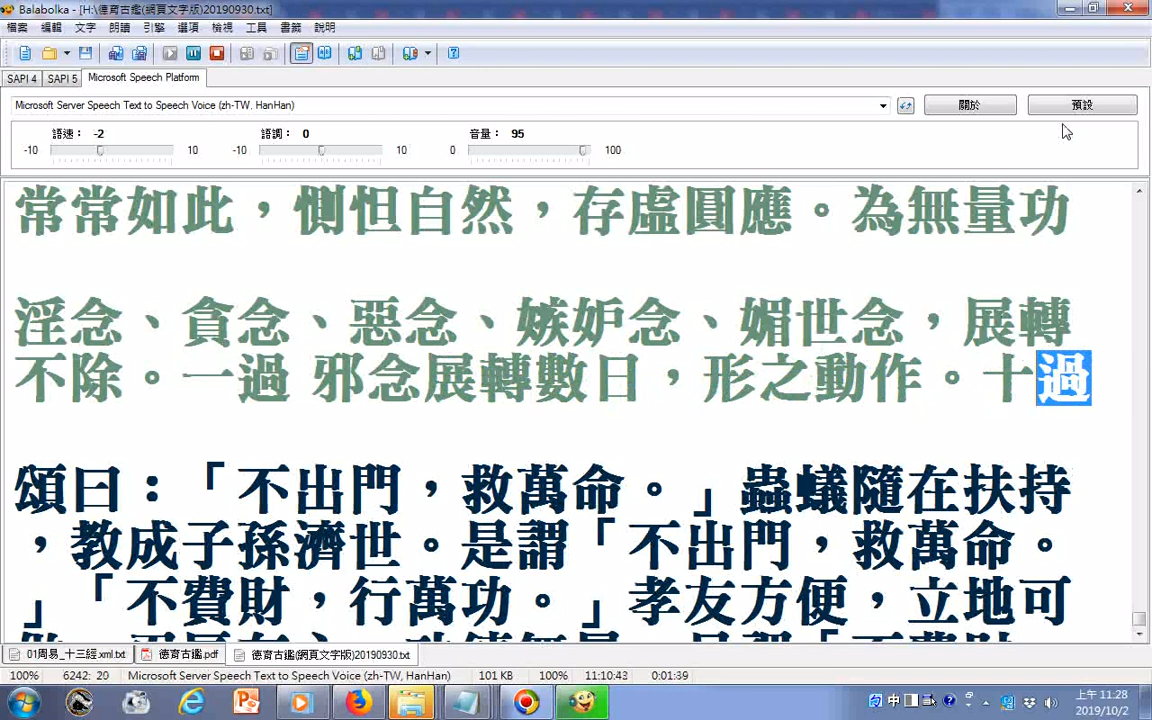 Balabolka - [H:\德育古鑑(網頁文字版)20190930.txt]
檔案 編輯 文字 朗讀 引擎 選項 檢視 工具 書籤 說明
SAPI 4 SAPI 5 Microsoft Speech Platform
Microsoft Server Speech Text to Speech Voice (zh-TW, HanHan) 關於 預設
語速： -2 語調： 0 音量： 95
-10 10 -10 10 0 100
常常如此，惻怛自然，存虛圓應。為無量功
淫念、貪念、惡念、嫉妒念、媚世念，展轉
不除。一過 邪念展轉數日，形之動作。十過
頌曰：「不出門，救萬命。」蟲蟻隨在扶持
，教成子孫濟世。是謂「不出門，救萬命。
」「不費財，行萬功。」孝友方便，立地可
01周易_十三經.xml.txt 德育古鑑.pdf 德育古鑑(網頁文字版)20190930.txt
100% 6242: 20 Microsoft Server Speech Text to Speech Voice (zh-TW, HanHan) 101 KB 100% 11:10:43 0:01:39
中 上午 11:28
2019/10/2